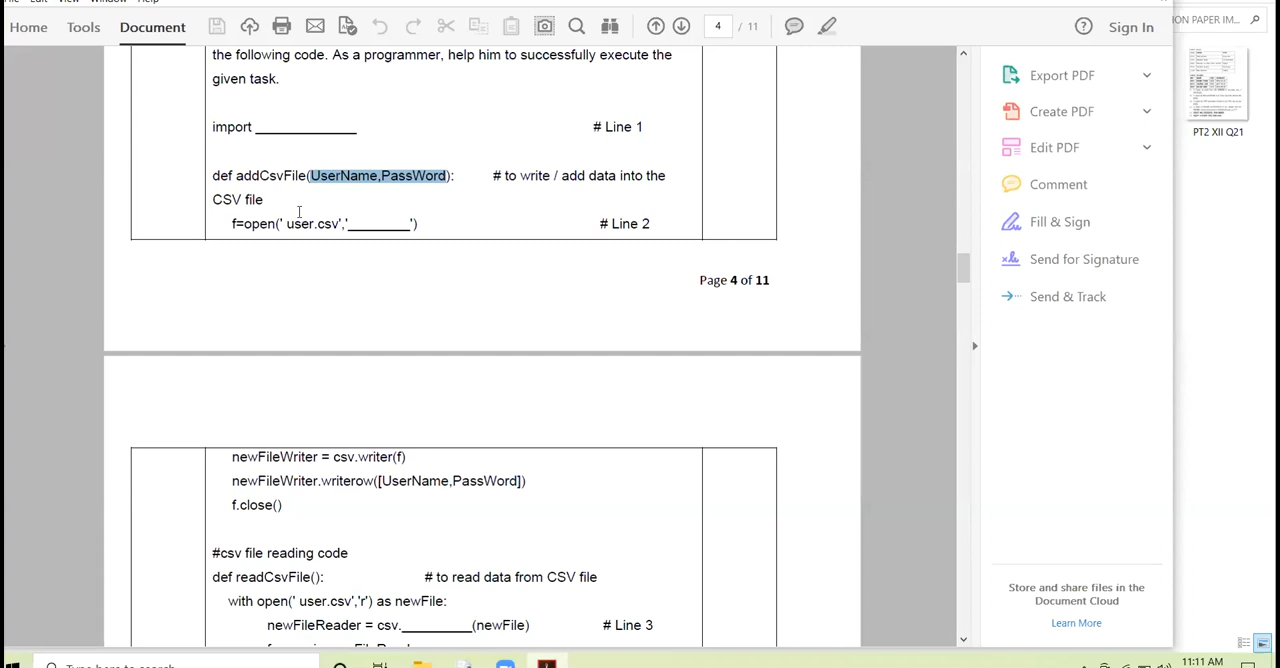 Home Tools Document 4 / 11 Sign In ION PAPER IM...
the following code. As a programmer, help him to successfully execute the
given task.
import ______________ # Line 1
def addCsvFile(UserName,PassWord): # to write / add data into the
CSV file
f=open(' user.csv','________') # Line 2
Page 4 of 11
newFileWriter = csv.writer(f)
newFileWriter.writerow([UserName,PassWord])
f.close()
#csv file reading code
def readCsvFile(): # to read data from CSV file
with open(' user.csv','r') as newFile:
newFileReader = csv.__________(newFile) # Line 3
Export PDF
Create PDF
Edit PDF
Comment
Fill & Sign
Send for Signature
Send & Track
Store and share files in the
Document Cloud
Learn More
PT2 XII Q21
11:11 AM